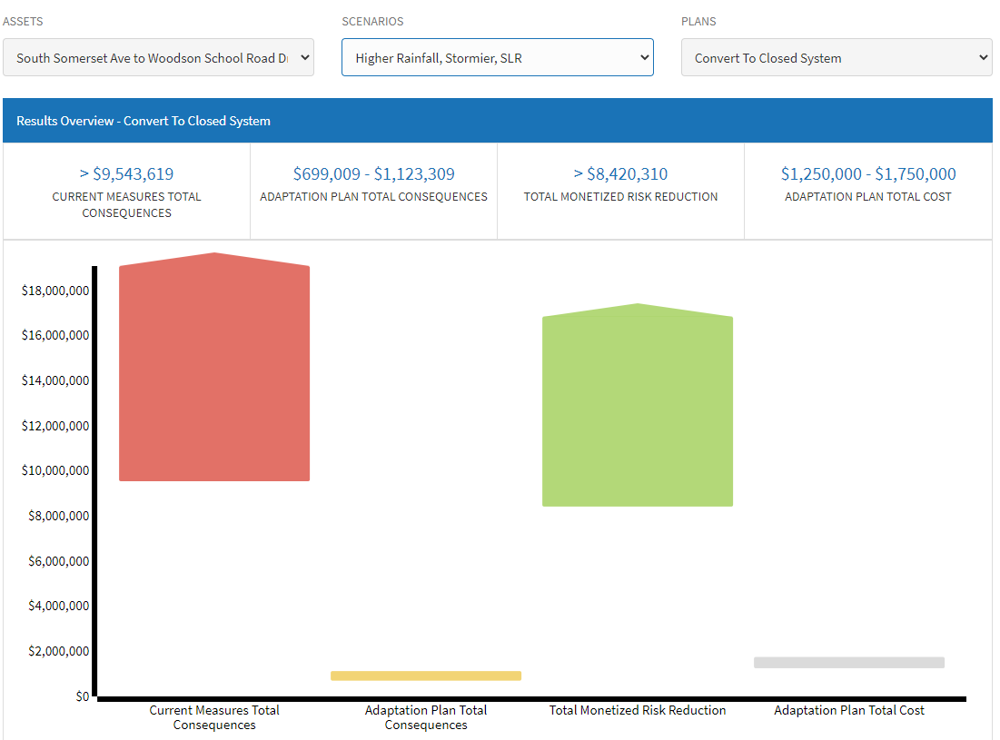 ASSETS
SCENARIOS
PLANS
South Somerset Ave to Woodson School Road D
Higher Rainfall, Stormier, SLR
Convert To Closed System
Results Overview - Convert To Closed System
> $9,543,619
CURRENT MEASURES TOTAL
CONSEQUENCES
$699,009 - $1,123,309
ADAPTATION PLAN TOTAL CONSEQUENCES
> $8,420,310
TOTAL MONETIZED RISK REDUCTION
$1,250,000 - $1,750,000
ADAPTATION PLAN TOTAL COST
$18,000,000
$16,000,000
$14,000,000
$12,000,000
$10,000,000
$8,000,000
$6,000,000
$4,000,000
$2,000,000
$0
Current Measures Total
Consequences
Adaptation Plan Total
Consequences
Total Monetized Risk Reduction
Adaptation Plan Total Cost